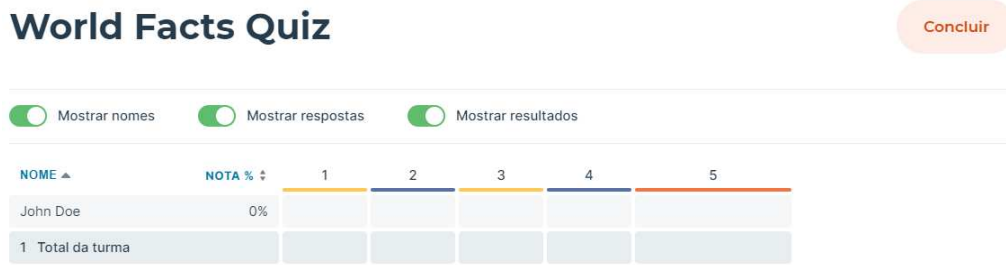 World Facts Quiz
Concluir
Mostrar nomes Mostrar respostas Mostrar resultados
NOME NOTA % 1 2 3 4 5
John Doe 0%
1 Total da turma